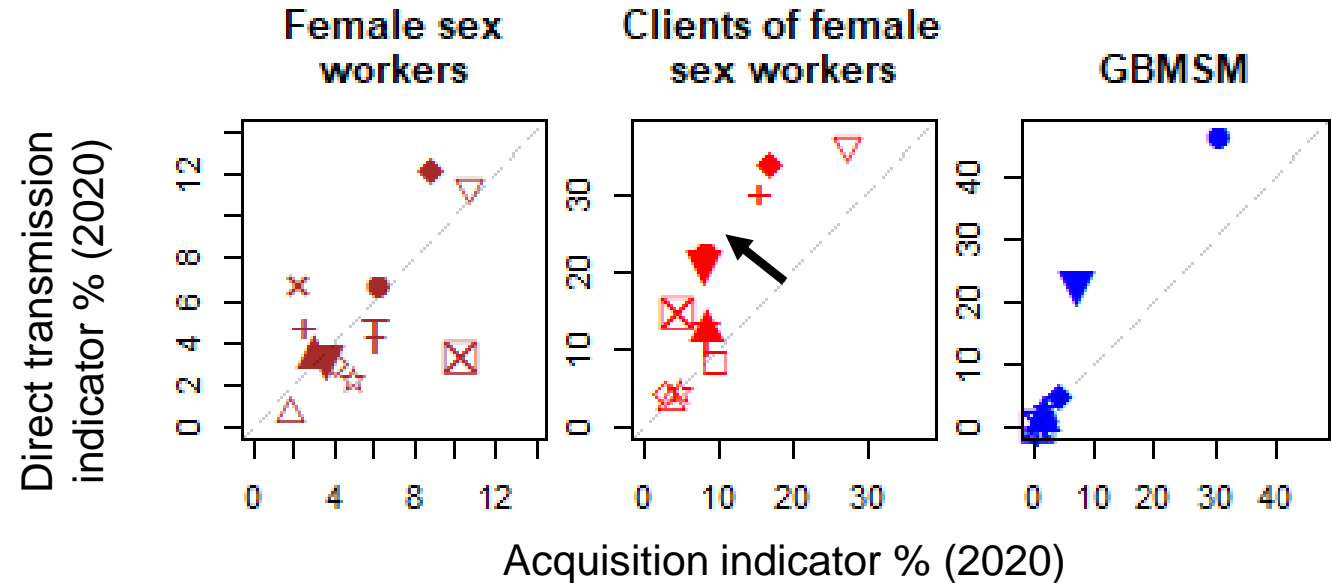 Female sex
workers
Clients of female
sex workers
GBMSM
Direct transmission
indicator % (2020)
12
8
6
4
2
0
30
20
10
0
40
30
20
10
0
0 4 8 12
0 10 20 30
0 10 20 30 40
Acquisition indicator % (2020)